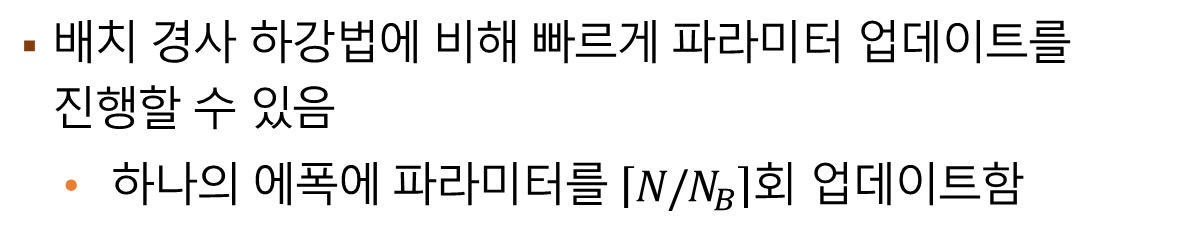 ▪ 배치 경사 하강법에 비해 빠르게 파라미터 업데이트를
진행할 수 있음
• 하나의 에폭에 파라미터를 ⌈N/N_B⌉회 업데이트함